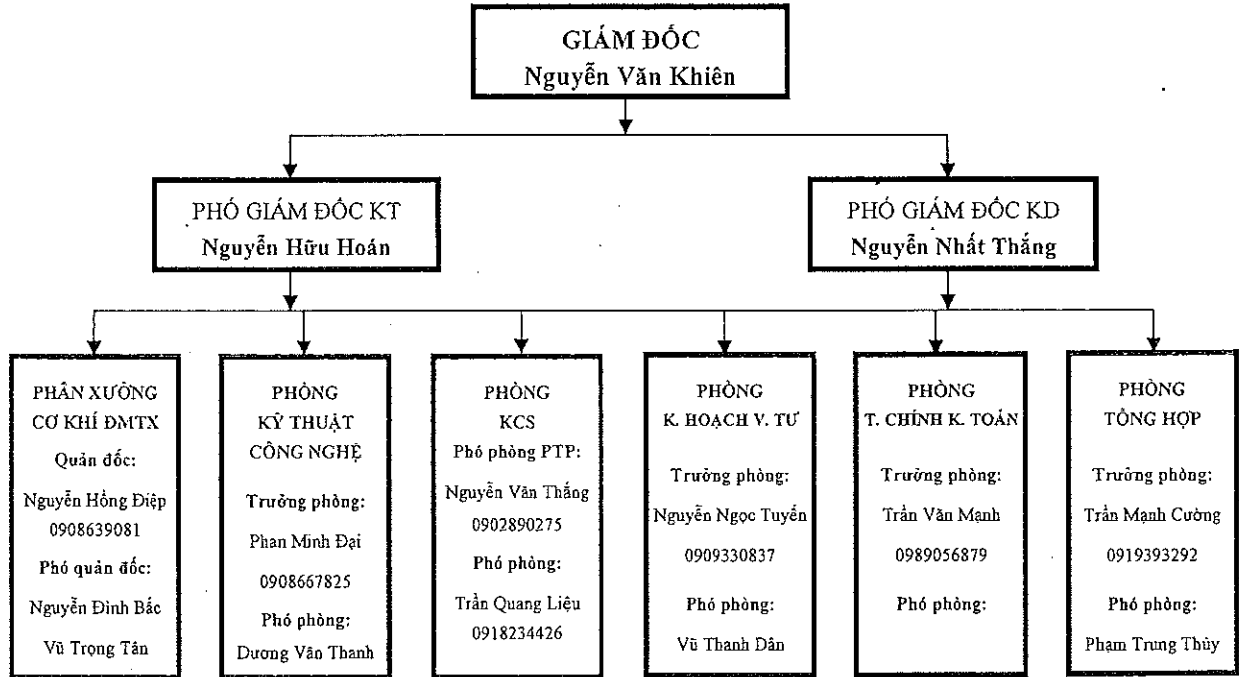 GIÁM ĐỐC
Nguyễn Văn Khiên
PHÓ GIÁM ĐỐC KT
Nguyễn Hữu Hoán
PHÓ GIÁM ĐỐC KD
Nguyễn Nhất Thắng
PHÂN XƯỞNG
CƠ KHÍ ĐMTX
Quản đốc:
Nguyễn Hồng Điệp
0908639081
Phó quản đốc:
Nguyễn Đình Bắc
Vũ Trọng Tân
PHÒNG
KỸ THUẬT
CÔNG NGHỆ
Trưởng phòng:
Phan Minh Đại
0908667825
Phó phòng:
Dương Văn Thanh
PHÒNG
KCS
Phó phòng PTP:
Nguyễn Văn Thắng
0902890275
Phó phòng:
Trần Quang Liệu
0918234426
PHÒNG
K. HOẠCH V. TƯ
Trưởng phòng:
Nguyễn Ngọc Tuyến
0909330837
Phó phòng:
Vũ Thanh Dân
PHÒNG
T. CHÍNH K. TOÁN
Trưởng phòng:
Trần Văn Mạnh
0989056879
Phó phòng:
PHÒNG
TỔNG HỢP
Trưởng phòng:
Trần Mạnh Cường
0919393292
Phó phòng:
Phạm Trung Thủy